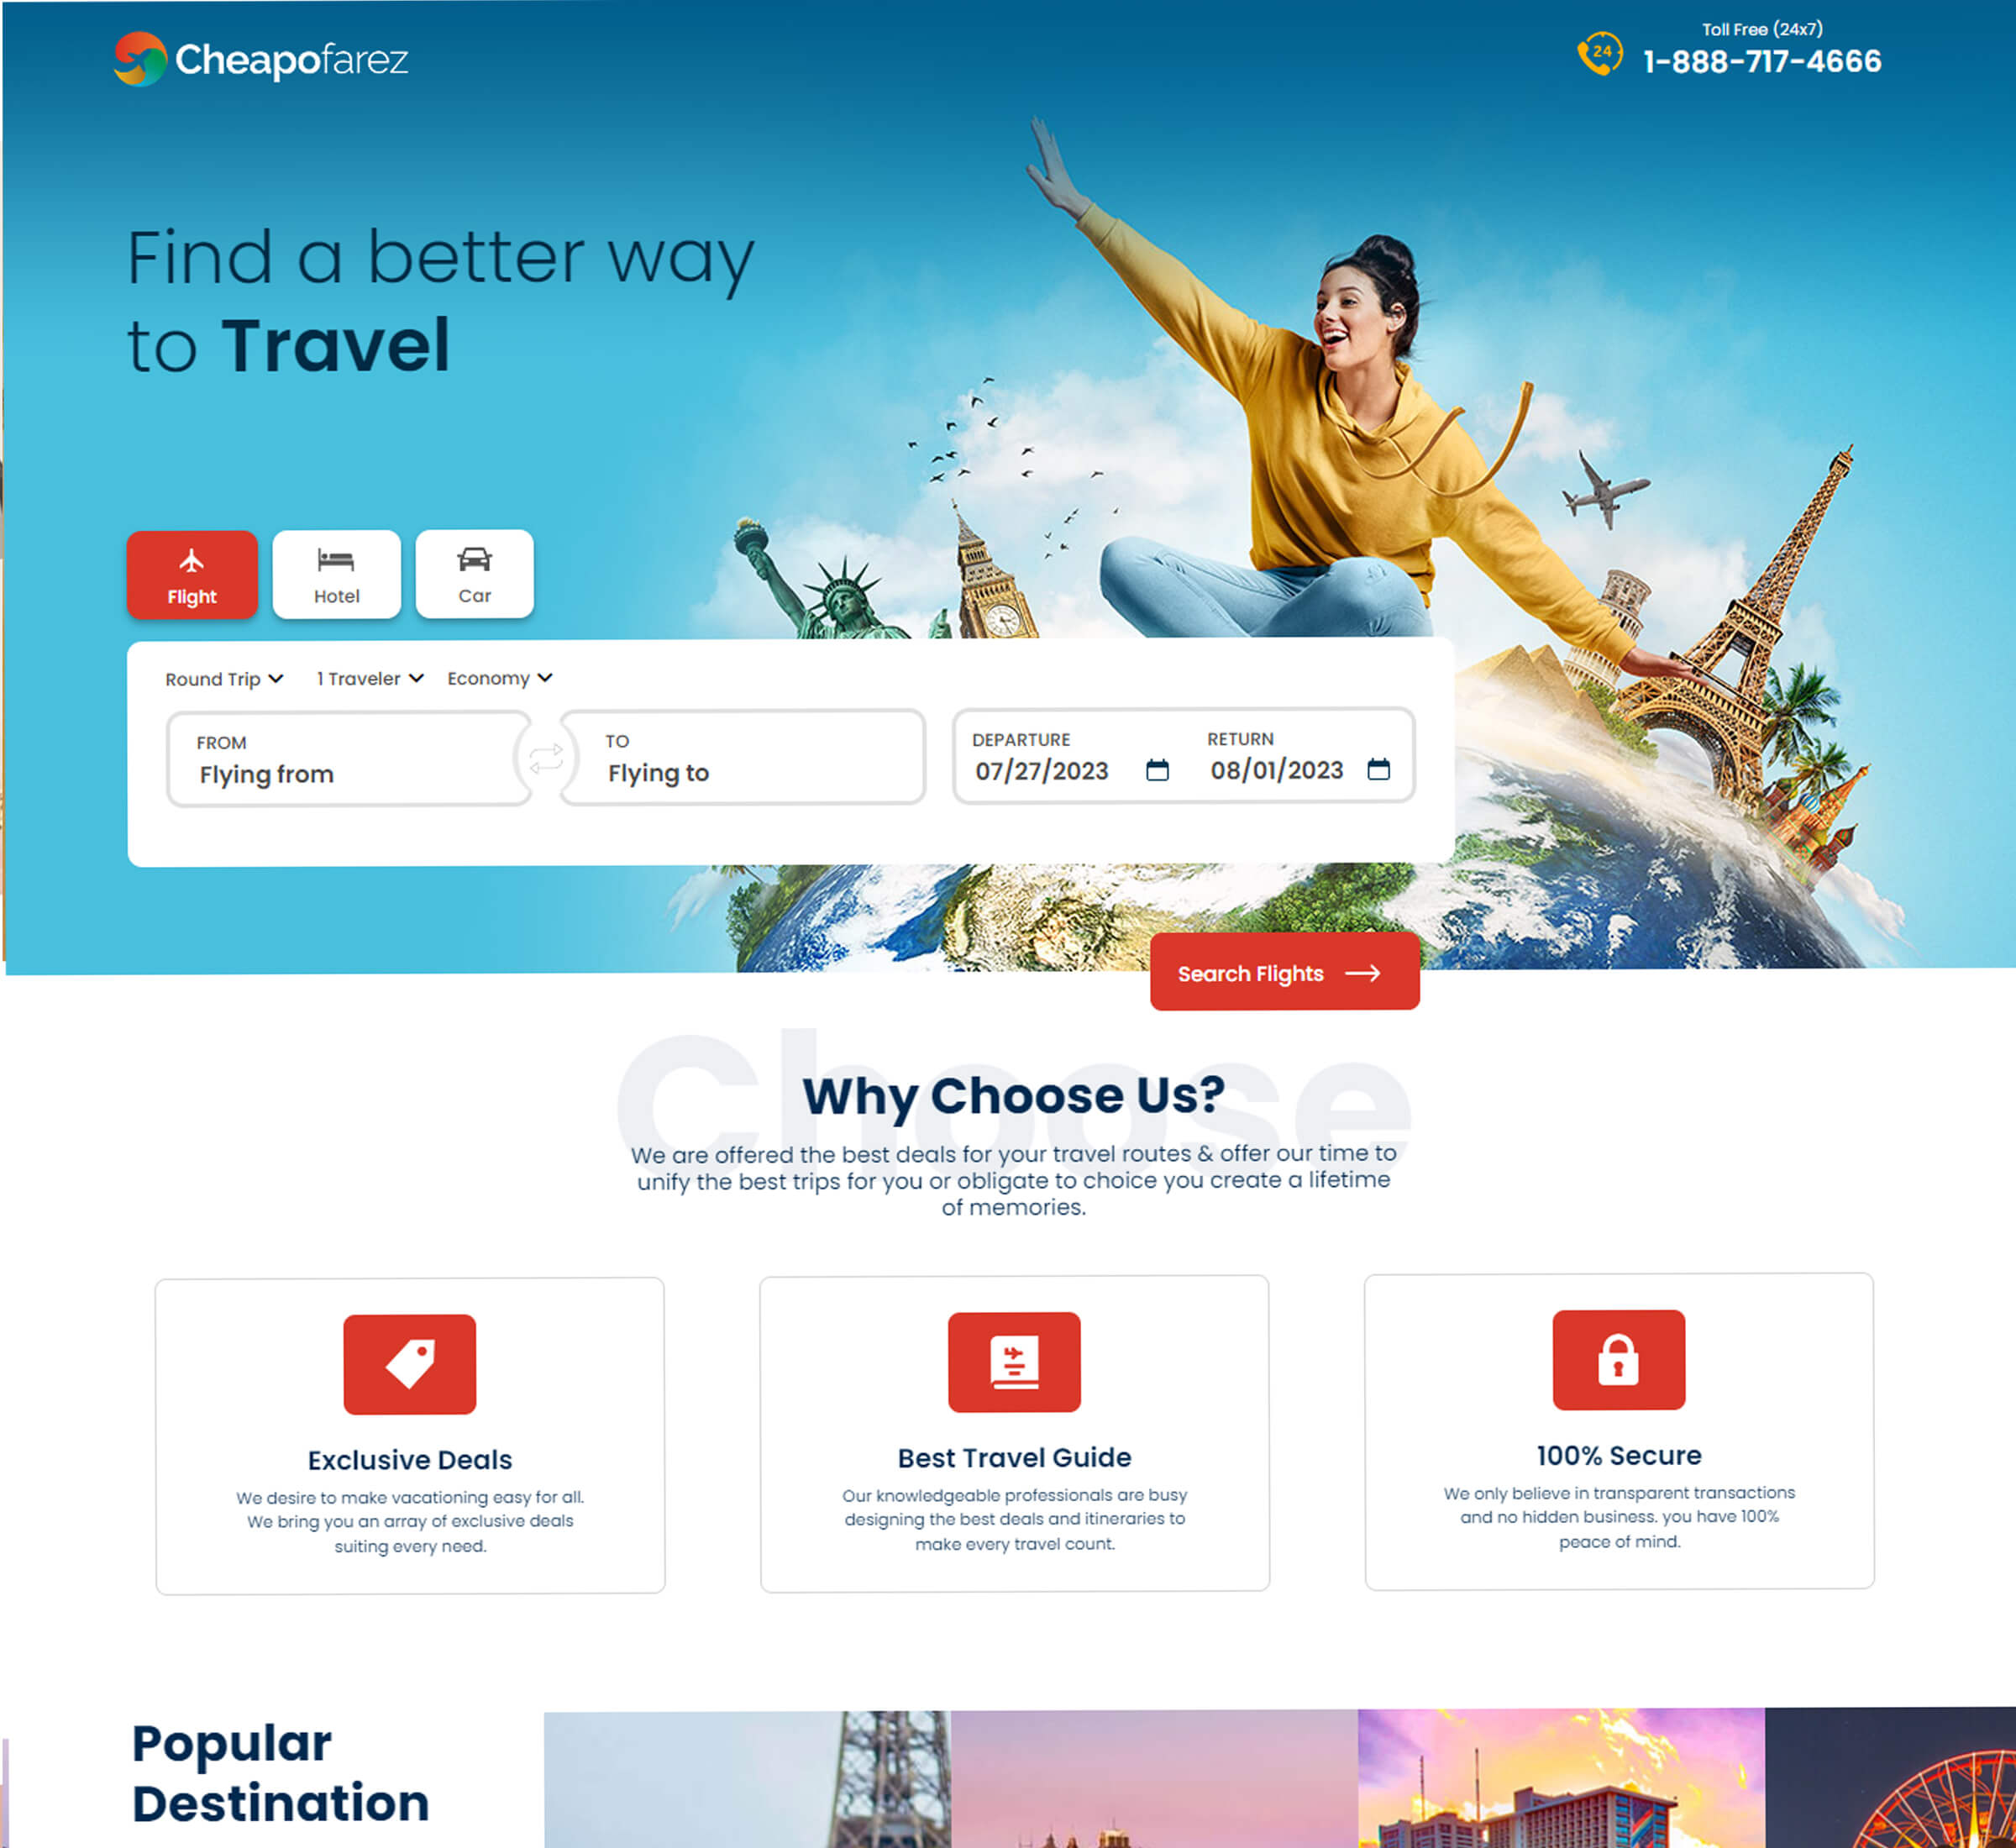 Cheapofarez
Toll Free (24x7)
24
1-888-717-4666
Find a better way
to Travel
Flight
Hotel
Car
Round Trip
1 Traveler
Economy
FROM
Flying from
TO
Flying to
DEPARTURE
07/27/2023
RETURN
08/01/2023
Search Flights
Choose
Why Choose Us?
We are offered the best deals for your travel routes & offer our time to
unify the best trips for you or obligate to choice you create a lifetime
of memories.
Exclusive Deals
We desire to make vacationing easy for all.
We bring you an array of exclusive deals
suiting every need.
Best Travel Guide
Our knowledgeable professionals are busy
designing the best deals and itineraries to
make every travel count.
100% Secure
We only believe in transparent transactions
and no hidden business. you have 100%
peace of mind.
Popular
Destination